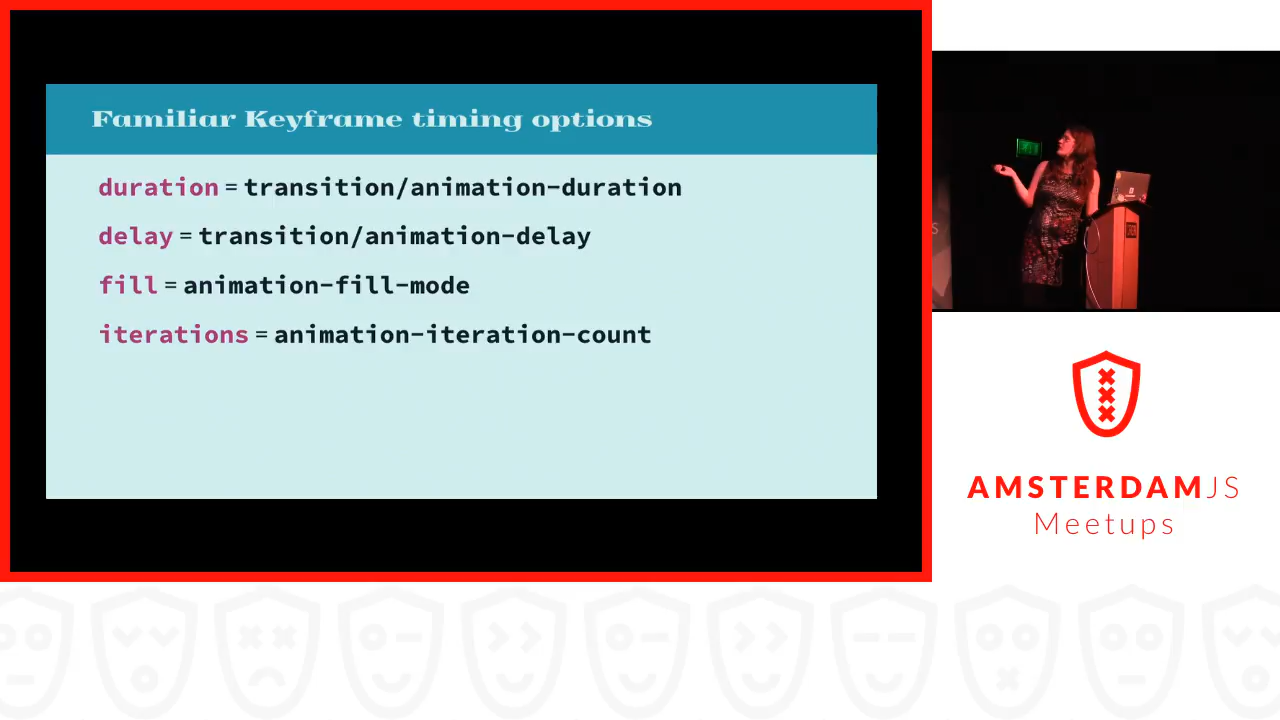 Familiar Keyframe timing options
duration = transition/animation-duration
delay = transition/animation-delay
fill = animation-fill-mode
iterations = animation-iteration-count
S
AMSTERDAMJS
Meetups